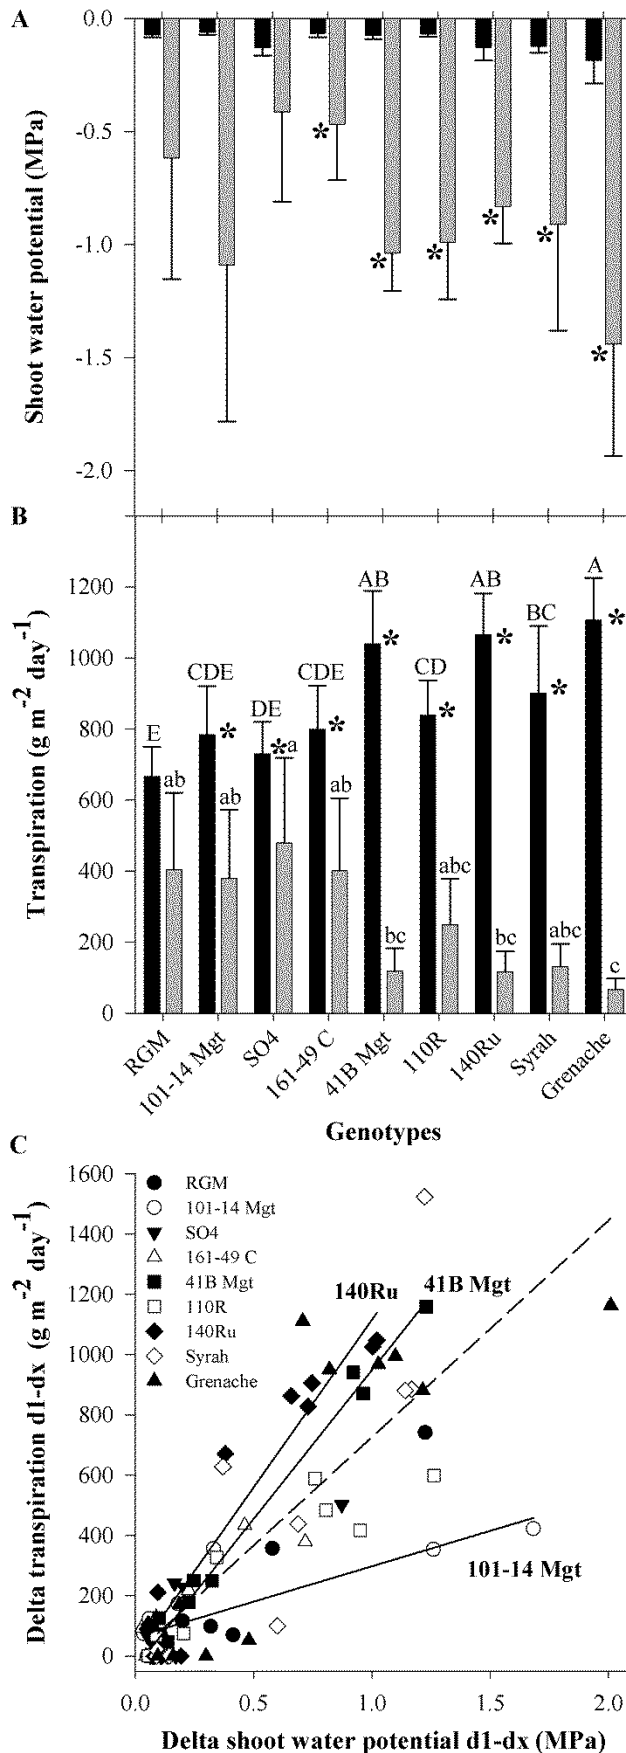 A
0.0
-0.5
-1.0
-1.5
-2.0
Shoot water potential (MPa)
* * * * * *
B
1200
1000
800
600
400
200
0
Transpiration (g m-2 day-1)
E CDE DE CDE AB CD AB BC A
* * * * * * * *
ab ab a ab bc abc bc abc c
RGM 101-14 Mgt SO4 161-49 C 41B Mgt 110R 140Ru Syrah Grenache
Genotypes
C
1600
1400
1200
1000
800
600
400
200
0
Delta transpiration d1-dx (g m-2 day-1)
RGM
101-14 Mgt
SO4
161-49 C
41B Mgt
110R
140Ru
Syrah
Grenache
140Ru
41B Mgt
101-14 Mgt
0.0 0.5 1.0 1.5 2.0
Delta shoot water potential d1-dx (MPa)